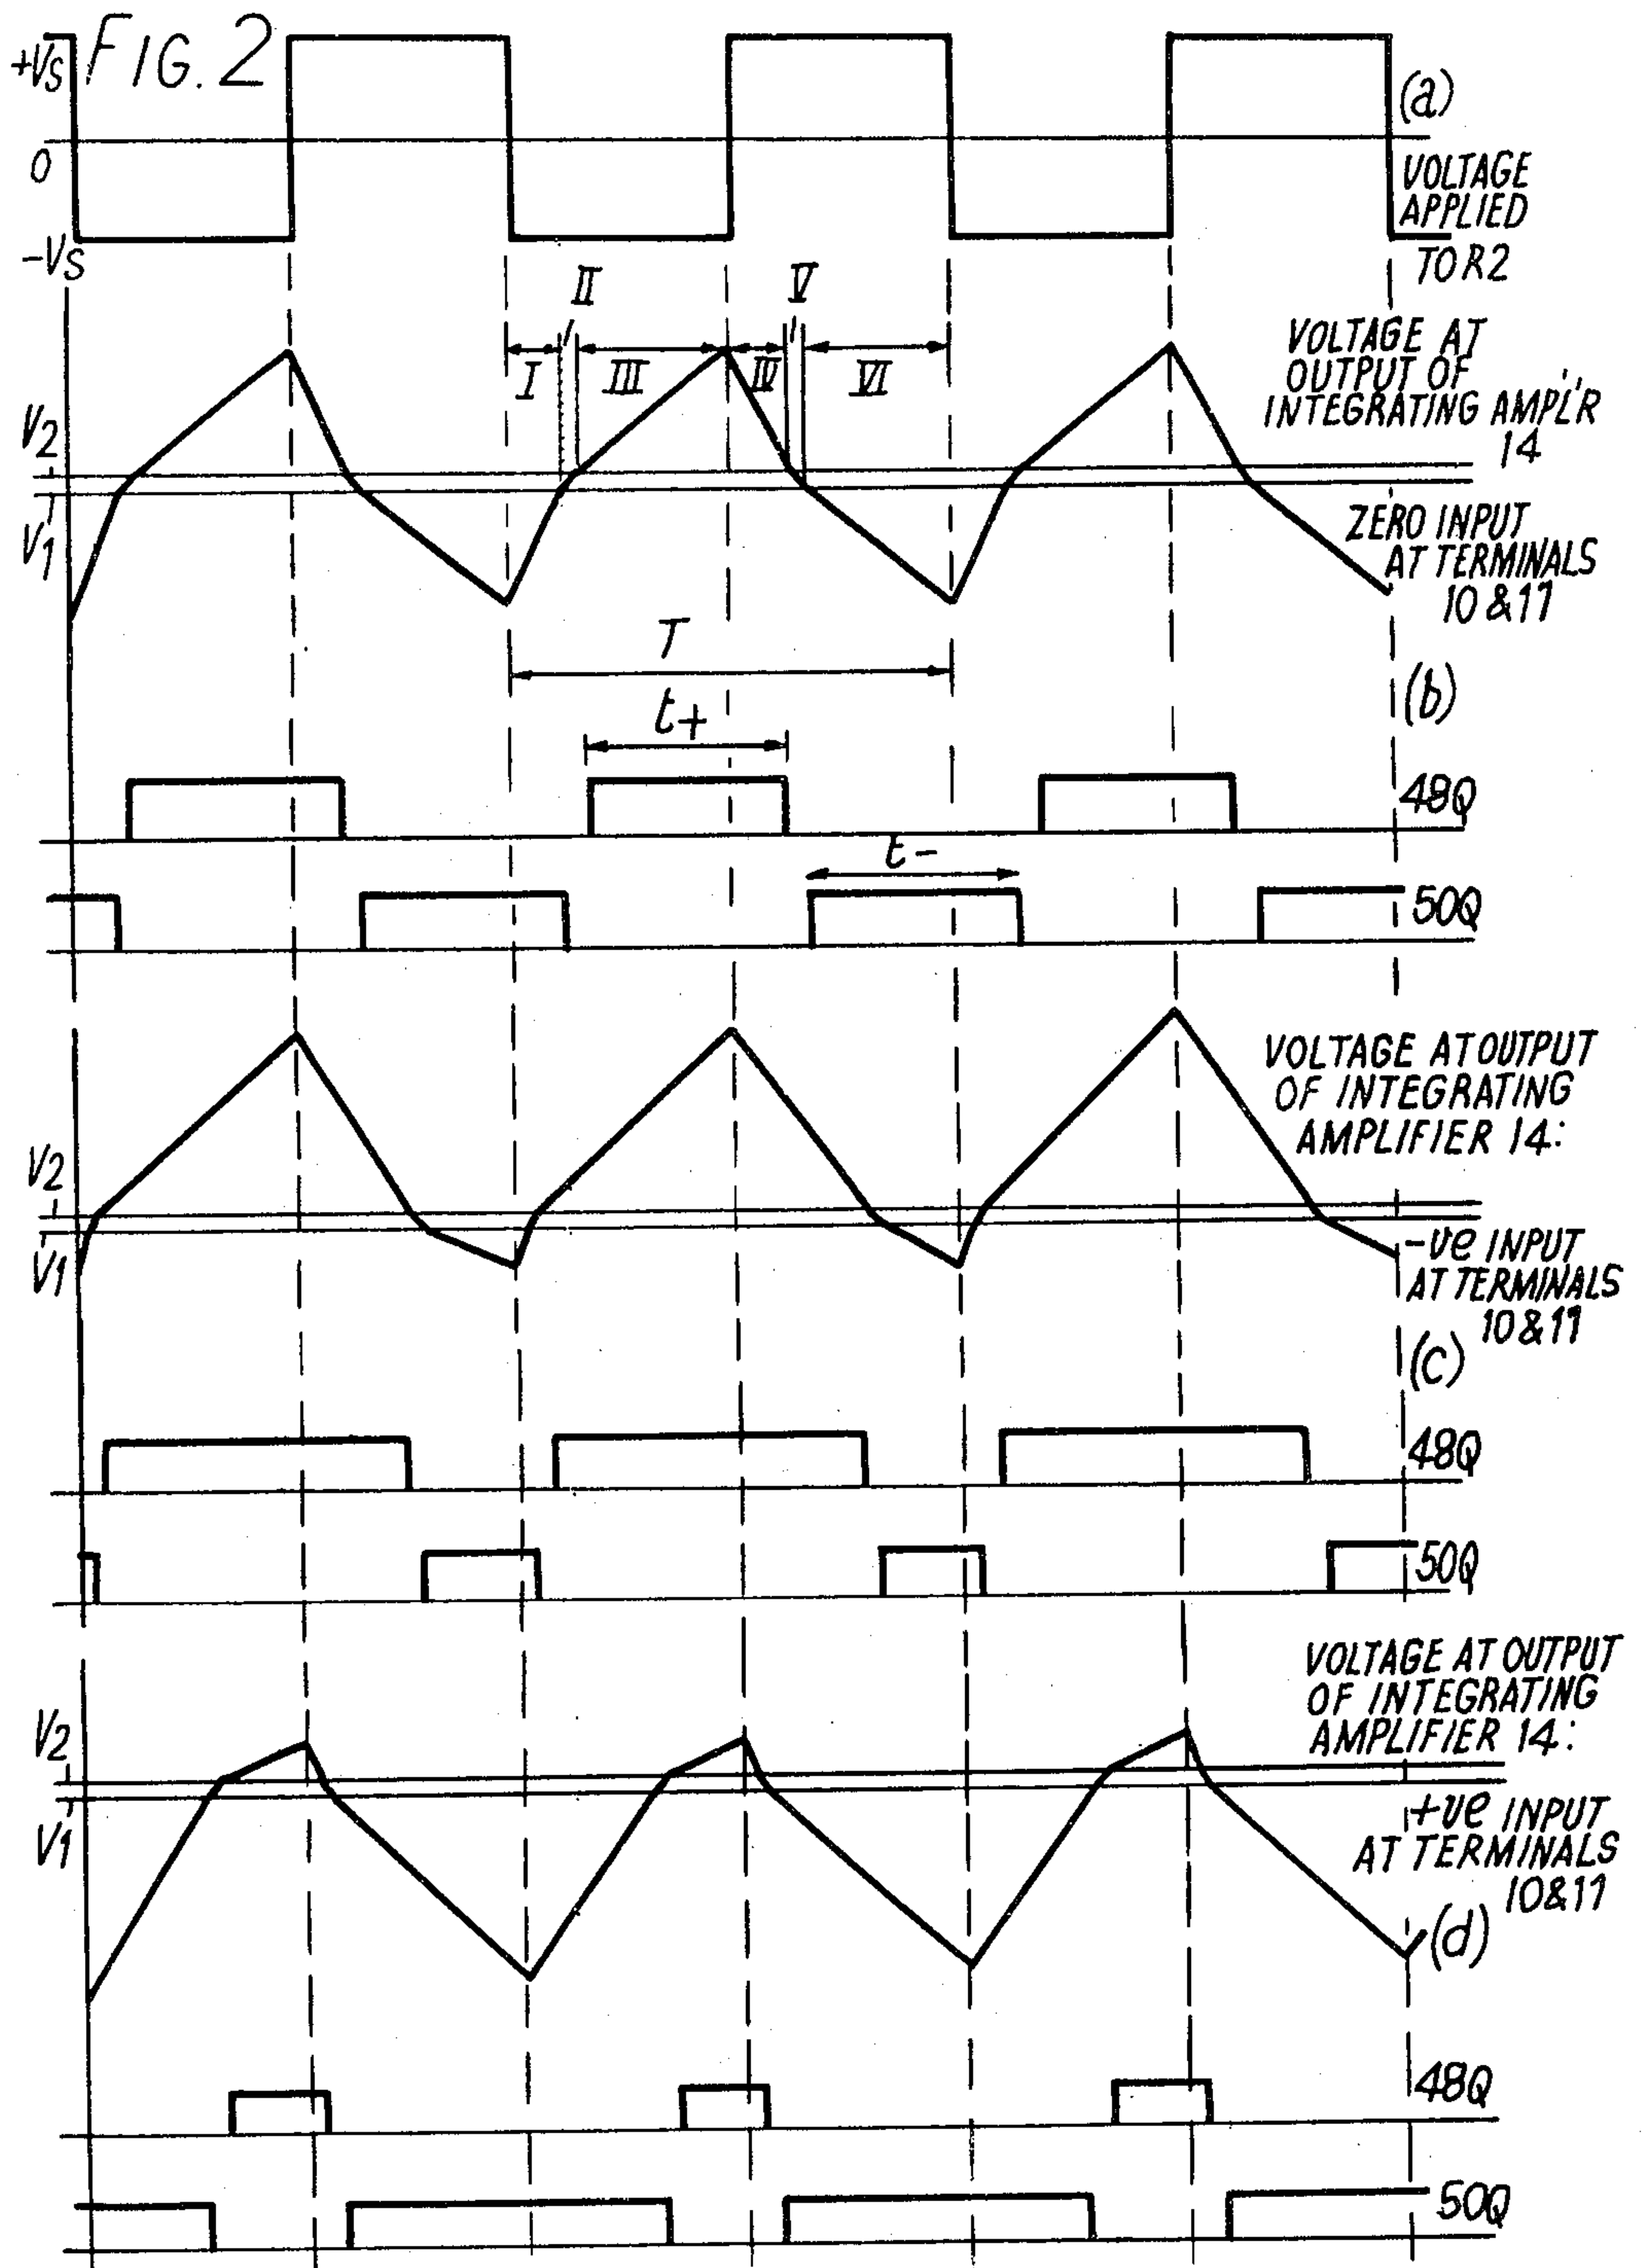 FIG. 2
+VS
0
-VS
(a)
VOLTAGE
APPLIED
TO R2
I
II
III
IV
V
VI
V2
V1
VOLTAGE AT
OUTPUT OF
INTEGRATING AMPL'R
14
ZERO INPUT
AT TERMINALS
10 & 11
T
(b)
t+
48Q
t-
50Q
VOLTAGE AT OUTPUT
OF INTEGRATING
AMPLIFIER 14:
V2
V1
-ve INPUT
AT TERMINALS
10 & 11
(c)
48Q
50Q
VOLTAGE AT OUTPUT
OF INTEGRATING
AMPLIFIER 14:
V2
V1
+ve INPUT
AT TERMINALS
10 & 11
(d)
48Q
50Q